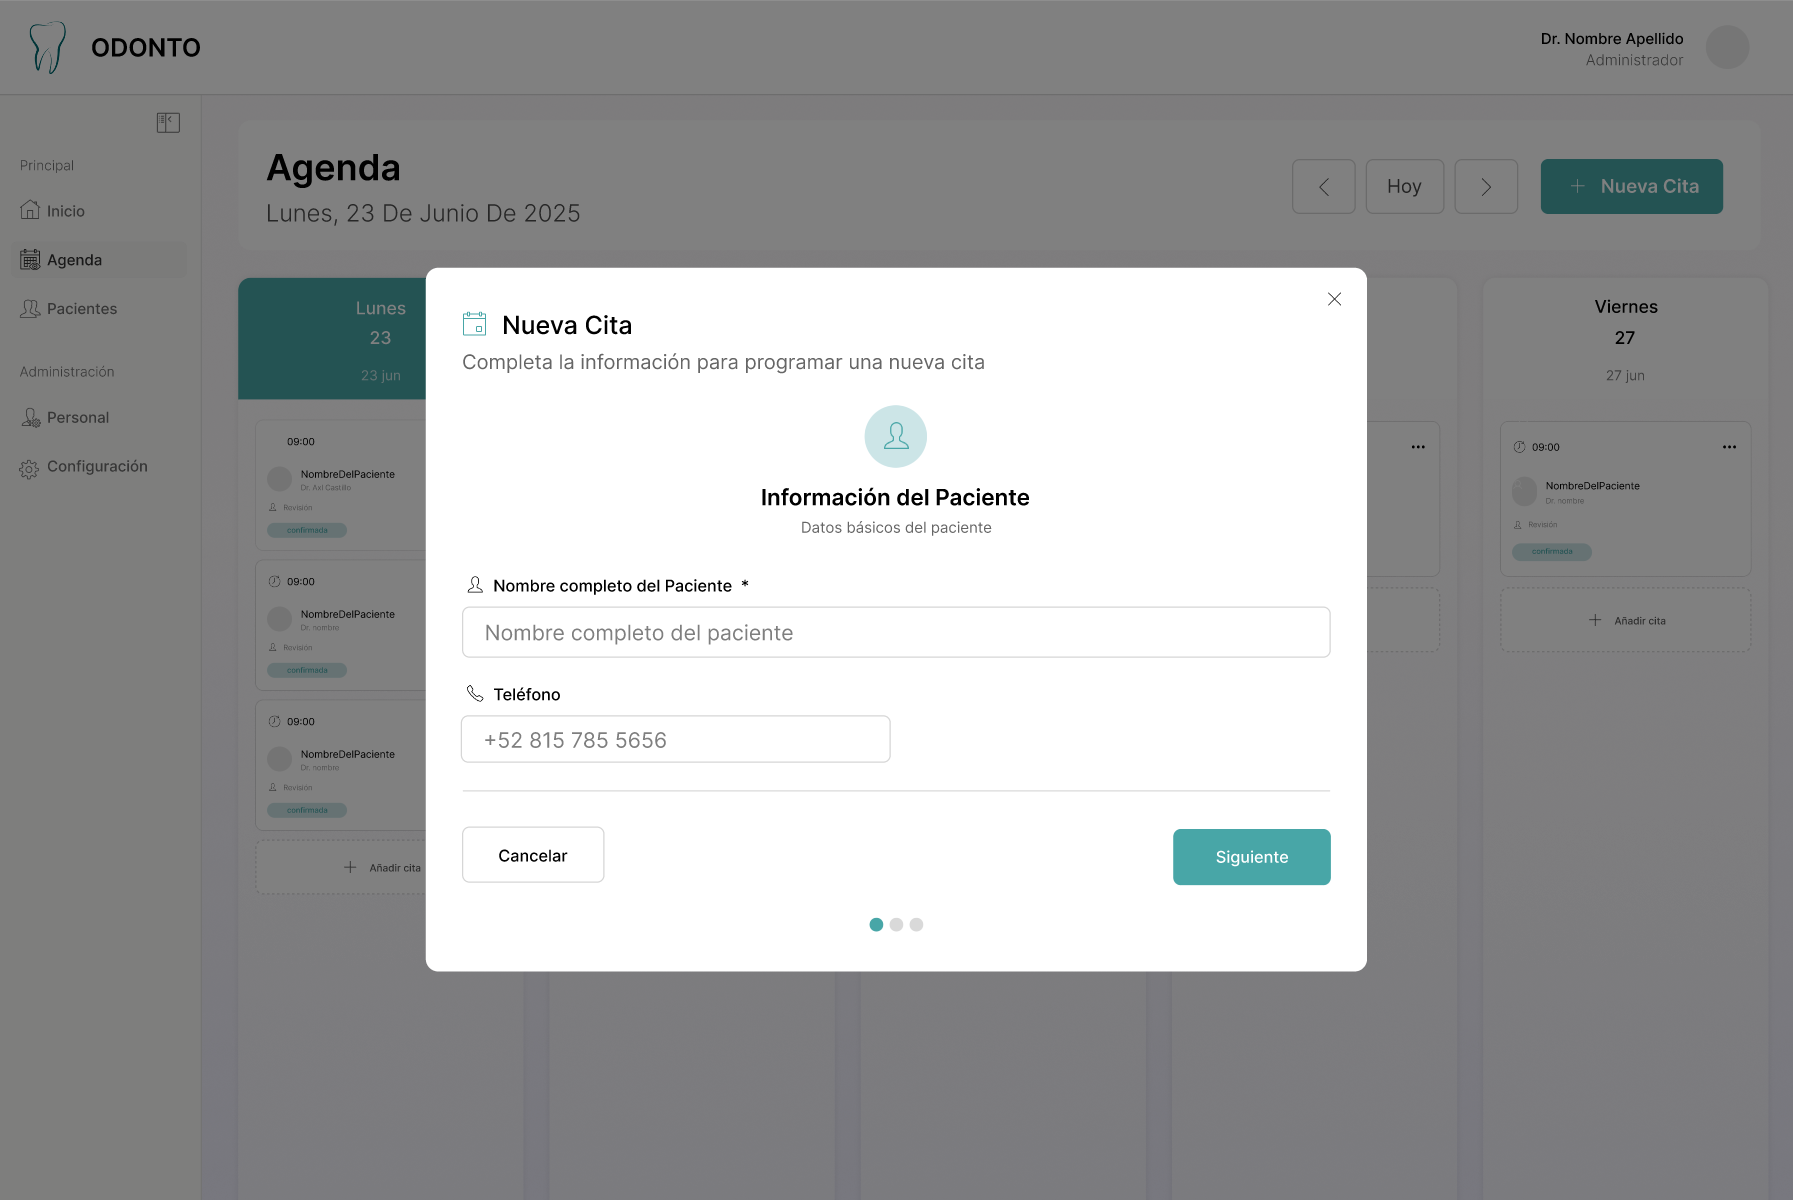 ODONTO
Dr. Nombre Apellido
Administrador
Principal
Inicio
Agenda
Pacientes
Administración
Personal
Configuración
Agenda
Lunes, 23 De Junio De 2025
Hoy
+ Nueva Cita
Lunes
23
23 jun
09:00
NombreDelPaciente
Dr. Axl Castillo
Revisión
confirmada
09:00
NombreDelPaciente
Dr. nombre
Revisión
confirmada
09:00
NombreDelPaciente
Dr. nombre
Revisión
confirmada
+ Añadir cita
Nueva Cita
Completa la información para programar una nueva cita
Información del Paciente
Datos básicos del paciente
Nombre completo del Paciente *
Nombre completo del paciente
Teléfono
+52 815 785 5656
Cancelar
Siguiente
Viernes
27
27 jun
09:00
NombreDelPaciente
Dr. nombre
Revisión
confirmada
+ Añadir cita